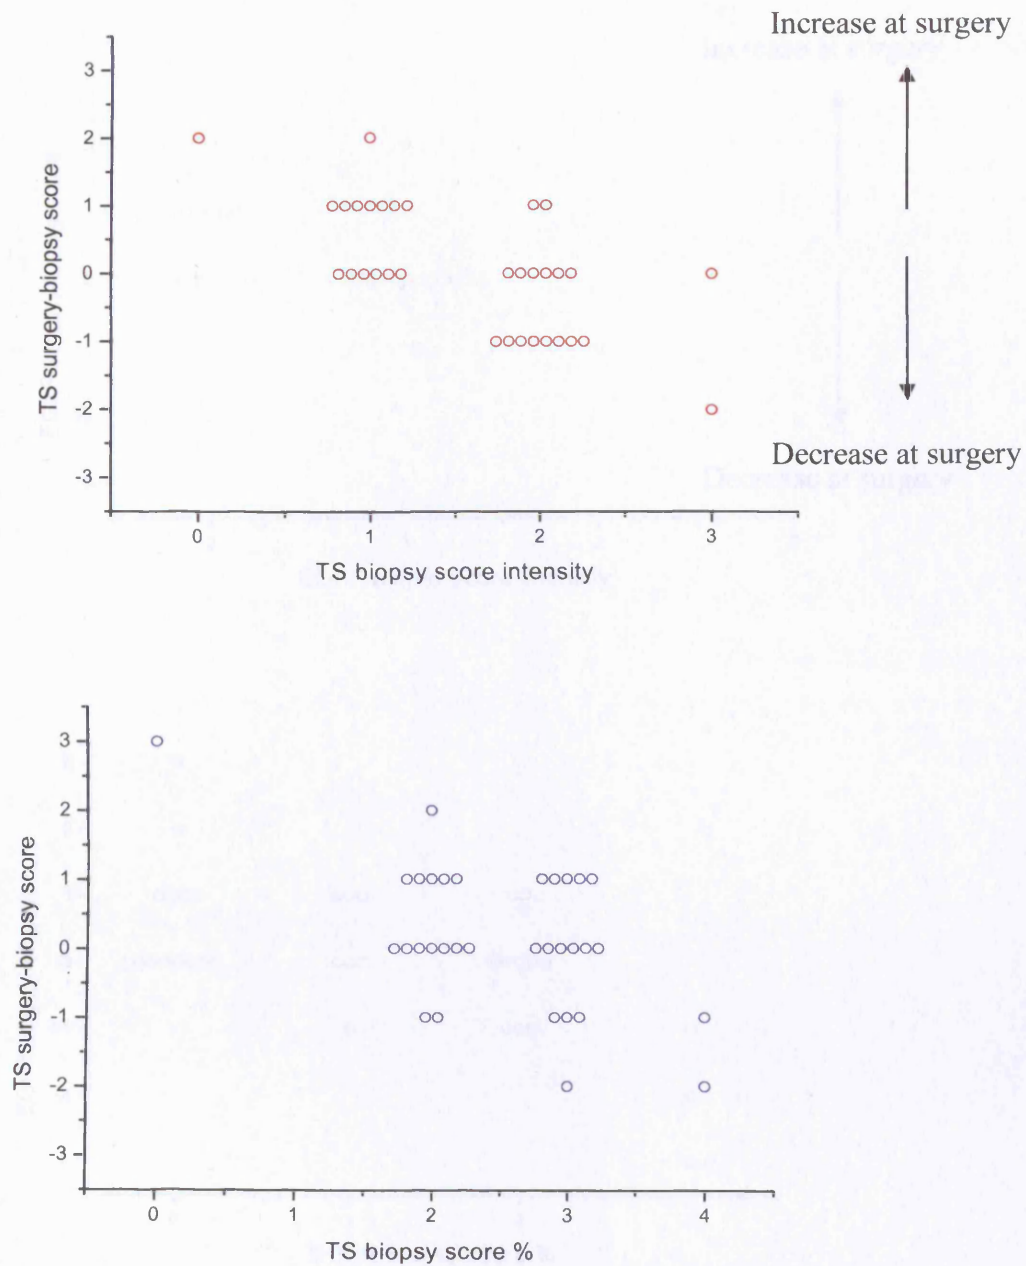 Increase at surgery
3
2
1
0
-1
-2
-3
TS surgery-biopsy score
0 1 2 3
TS biopsy score intensity
Decrease at surgery
3
2
1
0
-1
-2
-3
TS surgery-biopsy score
0 1 2 3 4
TS biopsy score %